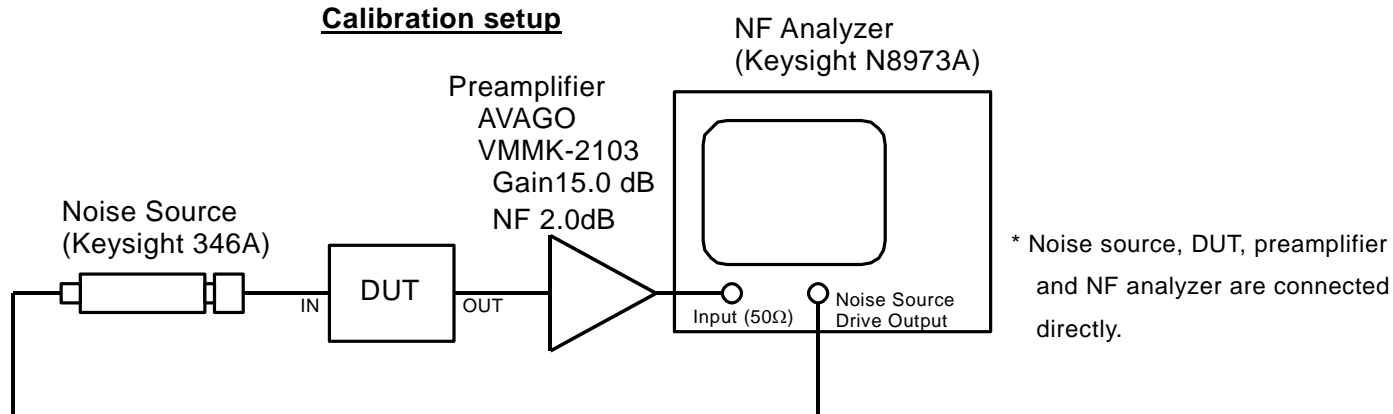 Calibration setup
NF Analyzer
(Keysight N8973A)
Preamplifier
AVAGO
VMMK-2103
Gain15.0 dB
NF 2.0dB
Noise Source
(Keysight 346A)
IN
DUT
OUT
Input (50Ω)
Noise Source
Drive Output
* Noise source, DUT, preamplifier
and NF analyzer are connected
directly.